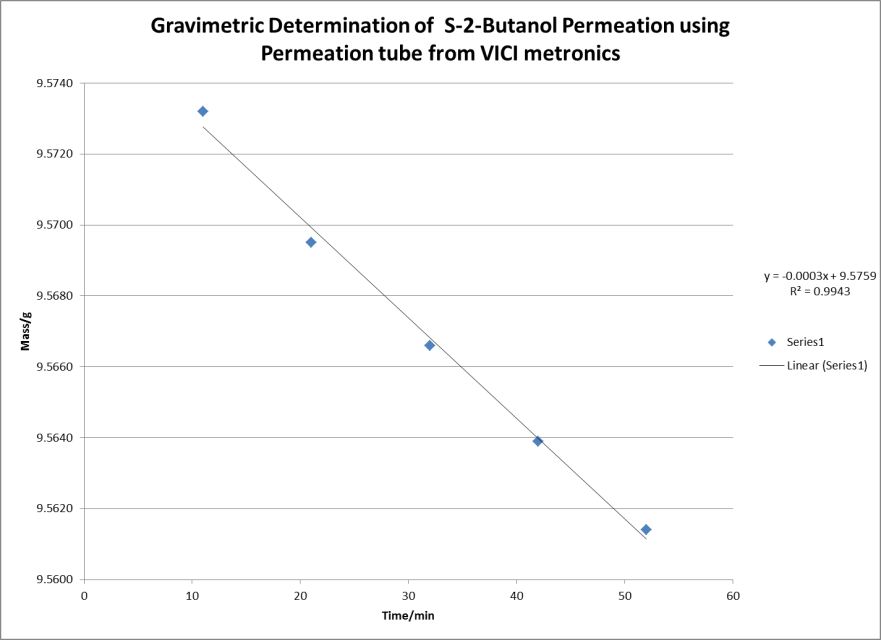 Gravimetric Determination of S-2-Butanol Permeation using
Permeation tube from VICI metronics
9.5740
9.5720
9.5700
9.5680
9.5660
9.5640
9.5620
9.5600
Mass/g
0 10 20 30 40 50 60
Time/min
y = -0.0003x + 9.5759
R² = 0.9943
Series1
Linear (Series1)